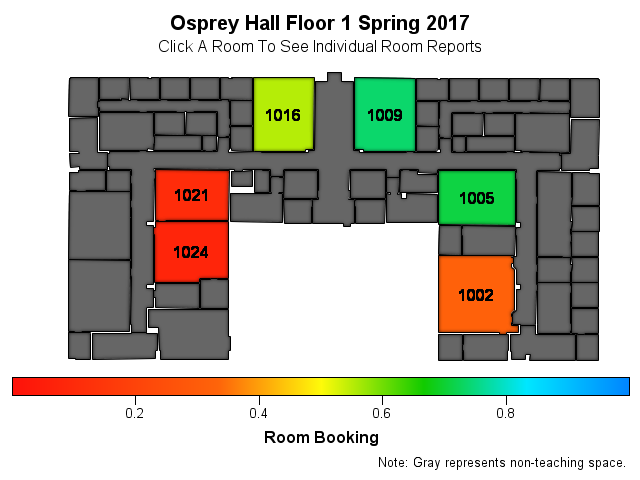 Osprey Hall Floor 1 Spring 2017
Click A Room To See Individual Room Reports
1016
1009
1021
1005
1024
1002
0.2 0.4 0.6 0.8
Room Booking
Note: Gray represents non-teaching space.